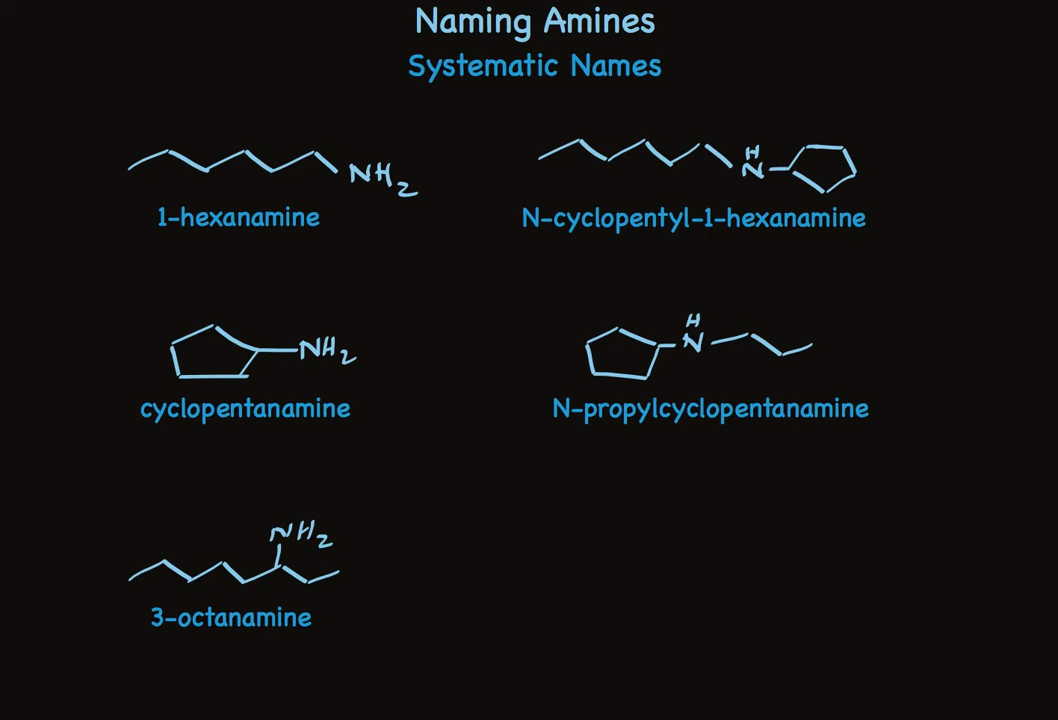 Naming Amines
Systematic Names
NH2
1-hexanamine
H
N
N-cyclopentyl-1-hexanamine
NH2
cyclopentanamine
H
N
N-propylcyclopentanamine
NH2
3-octanamine